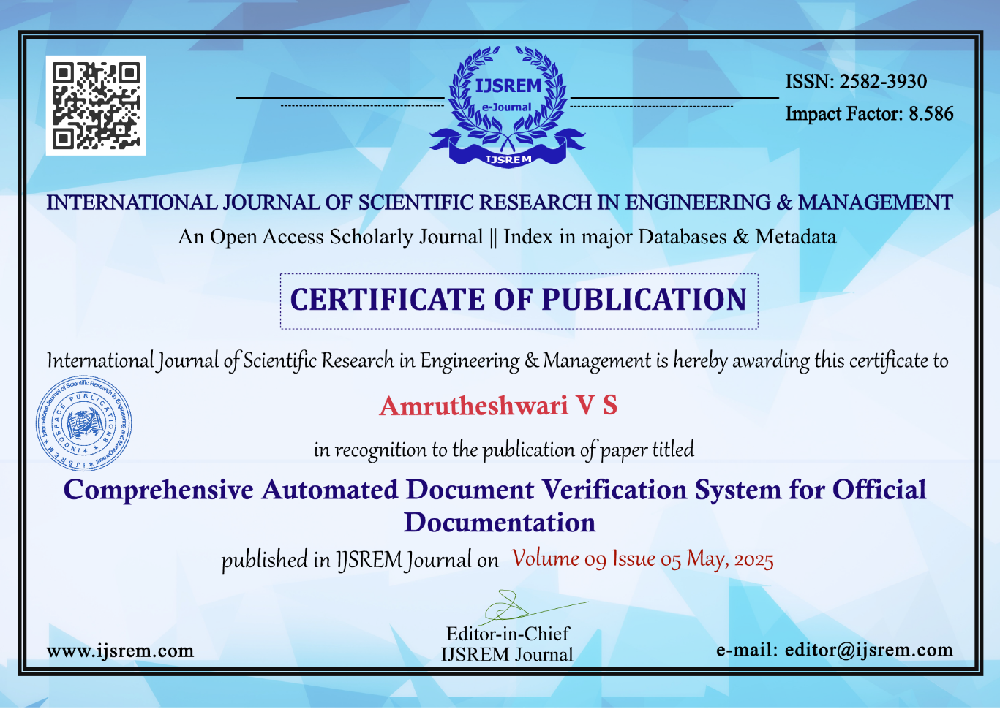 IJSREM
e-Journal
IJSREM
ISSN: 2582-3930
Impact Factor: 8.586
INTERNATIONAL JOURNAL OF SCIENTIFIC RESEARCH IN ENGINEERING & MANAGEMENT
An Open Access Scholarly Journal || Index in major Databases & Metadata
CERTIFICATE OF PUBLICATION
International Journal of Scientific Research in Engineering & Management is hereby awarding this certificate to
International Journal of Scientific Research in Engineering and Management ★ IJSREM ★
INDOSPACE PUBLICATIONS ★ ★
Amrutheshwari V S
in recognition to the publication of paper titled
Comprehensive Automated Document Verification System for Official
Documentation
published in IJSREM Journal on Volume 09 Issue 05 May, 2025
Editor-in-Chief
IJSREM Journal
www.ijsrem.com
e-mail: editor@ijsrem.com